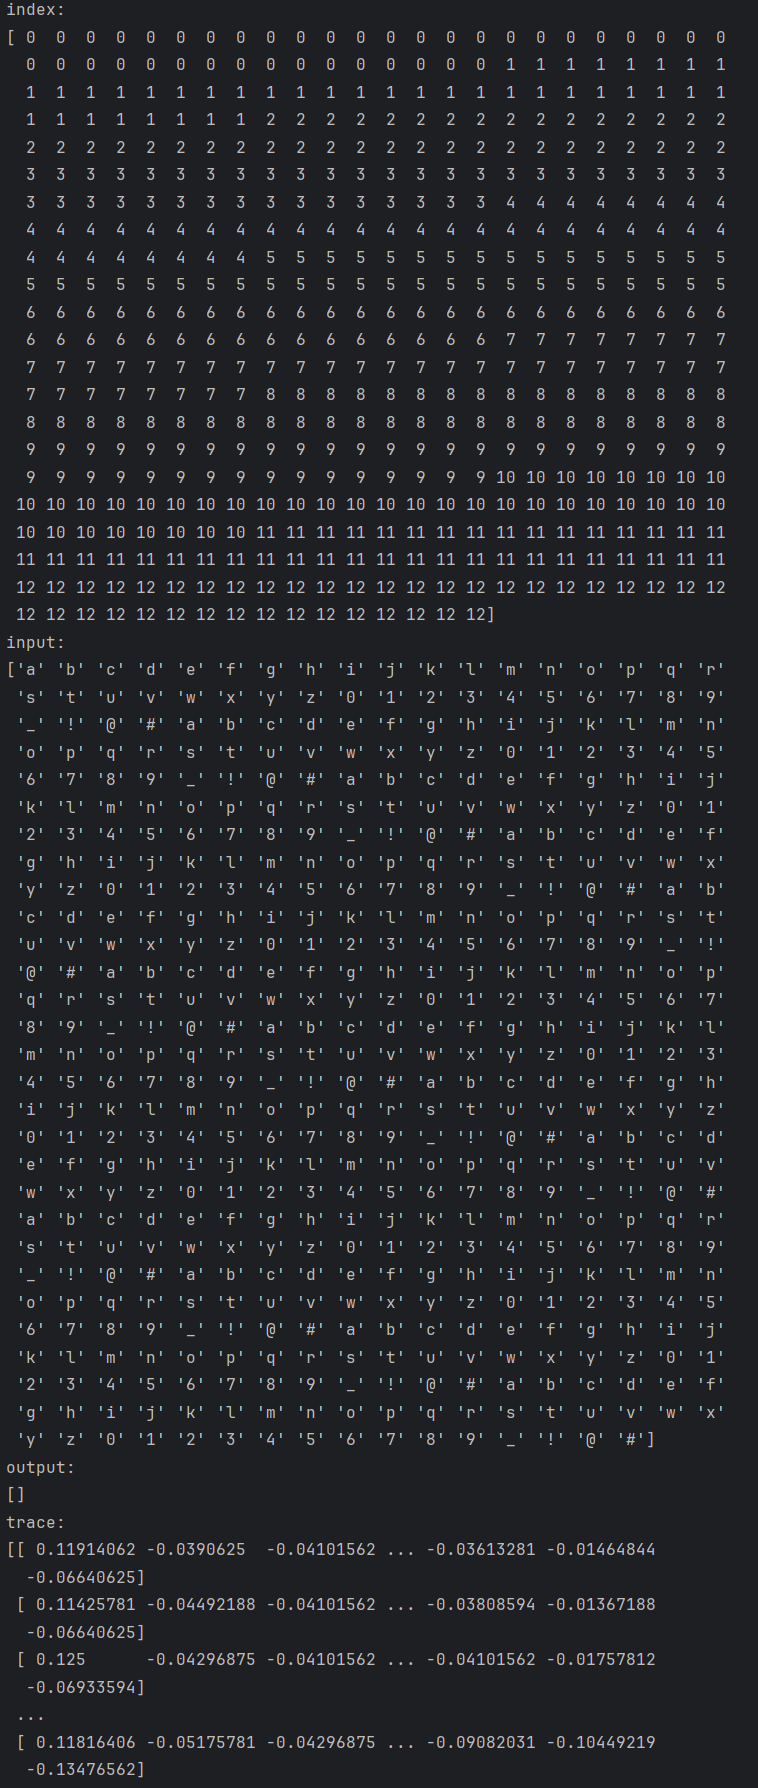 index:
[ 0 0 0 0 0 0 0 0 0 0 0 0 0 0 0 0 0 0 0 0 0 0 0 0
0 0 0 0 0 0 0 0 0 0 0 0 0 0 0 0 1 1 1 1 1 1 1 1
1 1 1 1 1 1 1 1 1 1 1 1 1 1 1 1 1 1 1 1 1 1 1 1
1 1 1 1 1 1 1 1 2 2 2 2 2 2 2 2 2 2 2 2 2 2 2 2
2 2 2 2 2 2 2 2 2 2 2 2 2 2 2 2 2 2 2 2 2 2 2 2
3 3 3 3 3 3 3 3 3 3 3 3 3 3 3 3 3 3 3 3 3 3 3 3
3 3 3 3 3 3 3 3 3 3 3 3 3 3 3 3 4 4 4 4 4 4 4 4
4 4 4 4 4 4 4 4 4 4 4 4 4 4 4 4 4 4 4 4 4 4 4 4
4 4 4 4 4 4 4 4 5 5 5 5 5 5 5 5 5 5 5 5 5 5 5 5
5 5 5 5 5 5 5 5 5 5 5 5 5 5 5 5 5 5 5 5 5 5 5 5
6 6 6 6 6 6 6 6 6 6 6 6 6 6 6 6 6 6 6 6 6 6 6 6
6 6 6 6 6 6 6 6 6 6 6 6 6 6 6 6 7 7 7 7 7 7 7 7
7 7 7 7 7 7 7 7 7 7 7 7 7 7 7 7 7 7 7 7 7 7 7 7
7 7 7 7 7 7 7 7 8 8 8 8 8 8 8 8 8 8 8 8 8 8 8 8
8 8 8 8 8 8 8 8 8 8 8 8 8 8 8 8 8 8 8 8 8 8 8 8
9 9 9 9 9 9 9 9 9 9 9 9 9 9 9 9 9 9 9 9 9 9 9 9
9 9 9 9 9 9 9 9 9 9 9 9 9 9 9 9 10 10 10 10 10 10 10 10
10 10 10 10 10 10 10 10 10 10 10 10 10 10 10 10 10 10 10 10 10 10 10 10
10 10 10 10 10 10 10 10 11 11 11 11 11 11 11 11 11 11 11 11 11 11 11 11
11 11 11 11 11 11 11 11 11 11 11 11 11 11 11 11 11 11 11 11 11 11 11 11
12 12 12 12 12 12 12 12 12 12 12 12 12 12 12 12 12 12 12 12 12 12 12 12
12 12 12 12 12 12 12 12 12 12 12 12 12 12 12 12]
input:
['a' 'b' 'c' 'd' 'e' 'f' 'g' 'h' 'i' 'j' 'k' 'l' 'm' 'n' 'o' 'p' 'q' 'r'
's' 't' 'u' 'v' 'w' 'x' 'y' 'z' '0' '1' '2' '3' '4' '5' '6' '7' '8' '9'
'_' '!' '@' '#' 'a' 'b' 'c' 'd' 'e' 'f' 'g' 'h' 'i' 'j' 'k' 'l' 'm' 'n'
'o' 'p' 'q' 'r' 's' 't' 'u' 'v' 'w' 'x' 'y' 'z' '0' '1' '2' '3' '4' '5'
'6' '7' '8' '9' '_' '!' '@' '#' 'a' 'b' 'c' 'd' 'e' 'f' 'g' 'h' 'i' 'j'
'k' 'l' 'm' 'n' 'o' 'p' 'q' 'r' 's' 't' 'u' 'v' 'w' 'x' 'y' 'z' '0' '1'
'2' '3' '4' '5' '6' '7' '8' '9' '_' '!' '@' '#' 'a' 'b' 'c' 'd' 'e' 'f'
'g' 'h' 'i' 'j' 'k' 'l' 'm' 'n' 'o' 'p' 'q' 'r' 's' 't' 'u' 'v' 'w' 'x'
'y' 'z' '0' '1' '2' '3' '4' '5' '6' '7' '8' '9' '_' '!' '@' '#' 'a' 'b'
'c' 'd' 'e' 'f' 'g' 'h' 'i' 'j' 'k' 'l' 'm' 'n' 'o' 'p' 'q' 'r' 's' 't'
'u' 'v' 'w' 'x' 'y' 'z' '0' '1' '2' '3' '4' '5' '6' '7' '8' '9' '_' '!'
'@' '#' 'a' 'b' 'c' 'd' 'e' 'f' 'g' 'h' 'i' 'j' 'k' 'l' 'm' 'n' 'o' 'p'
'q' 'r' 's' 't' 'u' 'v' 'w' 'x' 'y' 'z' '0' '1' '2' '3' '4' '5' '6' '7'
'8' '9' '_' '!' '@' '#' 'a' 'b' 'c' 'd' 'e' 'f' 'g' 'h' 'i' 'j' 'k' 'l'
'm' 'n' 'o' 'p' 'q' 'r' 's' 't' 'u' 'v' 'w' 'x' 'y' 'z' '0' '1' '2' '3'
'4' '5' '6' '7' '8' '9' '_' '!' '@' '#' 'a' 'b' 'c' 'd' 'e' 'f' 'g' 'h'
'i' 'j' 'k' 'l' 'm' 'n' 'o' 'p' 'q' 'r' 's' 't' 'u' 'v' 'w' 'x' 'y' 'z'
'0' '1' '2' '3' '4' '5' '6' '7' '8' '9' '_' '!' '@' '#' 'a' 'b' 'c' 'd'
'e' 'f' 'g' 'h' 'i' 'j' 'k' 'l' 'm' 'n' 'o' 'p' 'q' 'r' 's' 't' 'u' 'v'
'w' 'x' 'y' 'z' '0' '1' '2' '3' '4' '5' '6' '7' '8' '9' '_' '!' '@' '#'
'a' 'b' 'c' 'd' 'e' 'f' 'g' 'h' 'i' 'j' 'k' 'l' 'm' 'n' 'o' 'p' 'q' 'r'
's' 't' 'u' 'v' 'w' 'x' 'y' 'z' '0' '1' '2' '3' '4' '5' '6' '7' '8' '9'
'_' '!' '@' '#' 'a' 'b' 'c' 'd' 'e' 'f' 'g' 'h' 'i' 'j' 'k' 'l' 'm' 'n'
'o' 'p' 'q' 'r' 's' 't' 'u' 'v' 'w' 'x' 'y' 'z' '0' '1' '2' '3' '4' '5'
'6' '7' '8' '9' '_' '!' '@' '#' 'a' 'b' 'c' 'd' 'e' 'f' 'g' 'h' 'i' 'j'
'k' 'l' 'm' 'n' 'o' 'p' 'q' 'r' 's' 't' 'u' 'v' 'w' 'x' 'y' 'z' '0' '1'
'2' '3' '4' '5' '6' '7' '8' '9' '_' '!' '@' '#' 'a' 'b' 'c' 'd' 'e' 'f'
'g' 'h' 'i' 'j' 'k' 'l' 'm' 'n' 'o' 'p' 'q' 'r' 's' 't' 'u' 'v' 'w' 'x'
'y' 'z' '0' '1' '2' '3' '4' '5' '6' '7' '8' '9' '_' '!' '@' '#']
output:
[]
trace:
[[ 0.11914062 -0.0390625 -0.04101562 ... -0.03613281 -0.01464844
-0.06640625]
[ 0.11425781 -0.04492188 -0.04101562 ... -0.03808594 -0.01367188
-0.06640625]
[ 0.125 -0.04296875 -0.04101562 ... -0.04101562 -0.01757812
-0.06933594]
...
[ 0.11816406 -0.05175781 -0.04296875 ... -0.09082031 -0.10449219
-0.13476562]